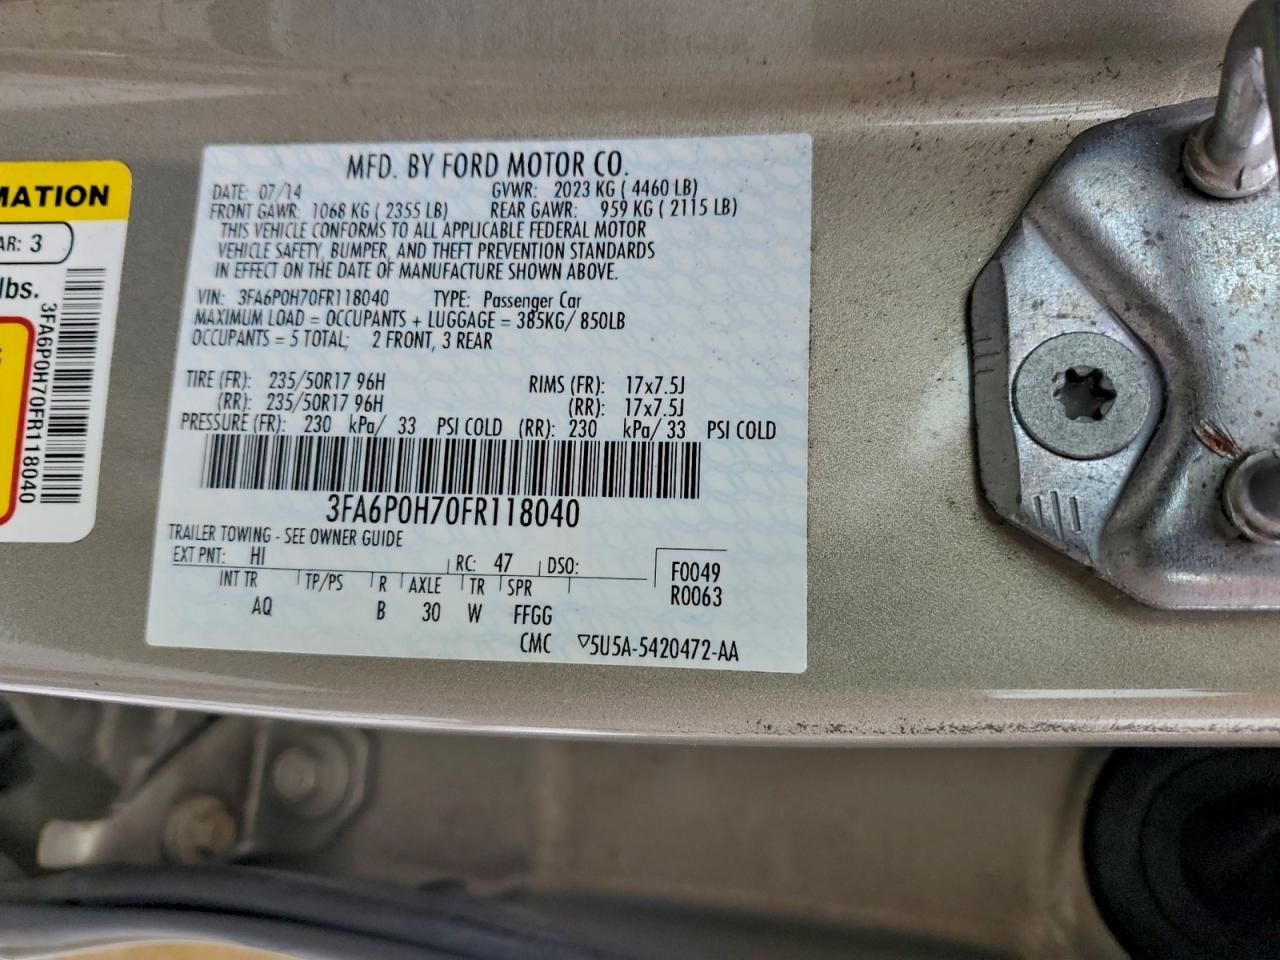 MATION
AR: 3
lbs.
3FA6P0H70FR118040
MFD. BY FORD MOTOR CO.
DATE: 07/14 GVWR: 2023 KG ( 4460 LB)
FRONT GAWR: 1068 KG ( 2355 LB) REAR GAWR: 959 KG ( 2115 LB)
THIS VEHICLE CONFORMS TO ALL APPLICABLE FEDERAL MOTOR
VEHICLE SAFETY, BUMPER, AND THEFT PREVENTION STANDARDS
IN EFFECT ON THE DATE OF MANUFACTURE SHOWN ABOVE.
VIN: 3FA6P0H70FR118040 TYPE: Passenger Car
MAXIMUM LOAD = OCCUPANTS + LUGGAGE = 385KG/ 850LB
OCCUPANTS = 5 TOTAL; 2 FRONT, 3 REAR
TIRE (FR): 235/50R17 96H RIMS (FR): 17x7.5J
(RR): 235/50R17 96H (RR): 17x7.5J
PRESSURE (FR): 230 kPa/ 33 PSI COLD (RR): 230 kPa/ 33 PSI COLD
3FA6P0H70FR118040
TRAILER TOWING - SEE OWNER GUIDE
EXT PNT: HI RC: 47 DSO:
INT TR TP/PS R AXLE TR SPR
AQ B 30 W FFGG
F0049
R0063
CMC ▽5U5A-5420472-AA